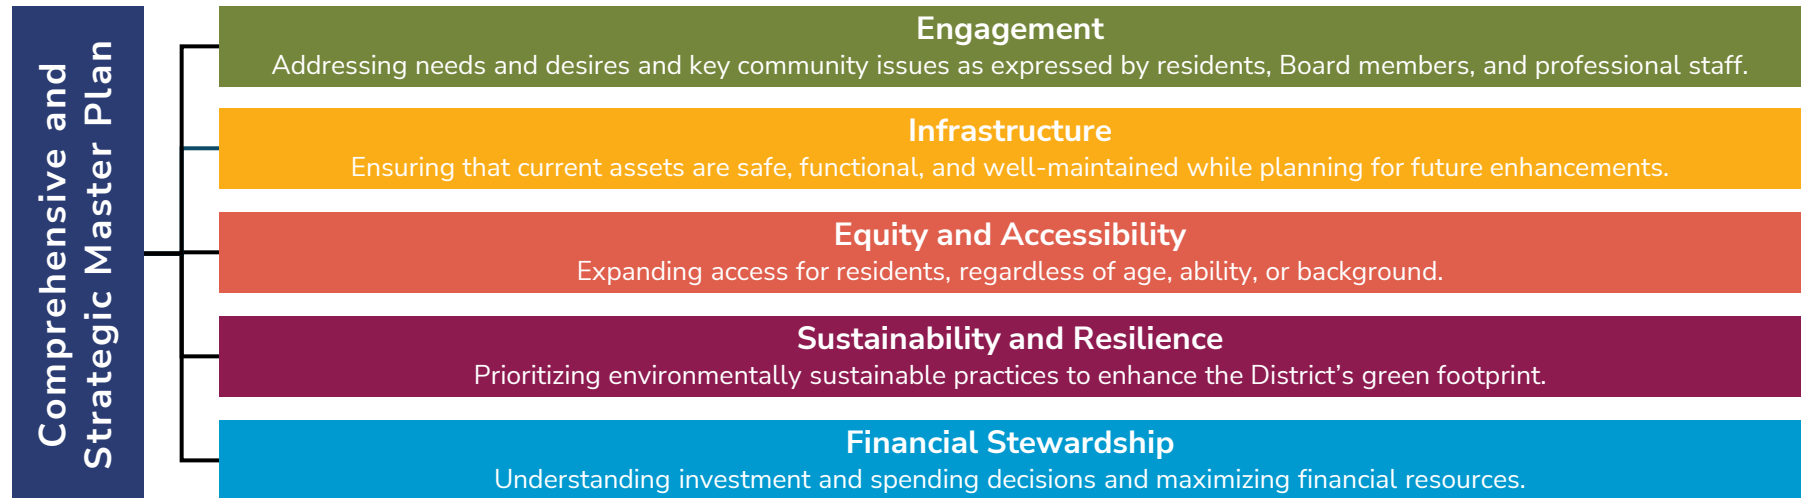 Comprehensive and
Strategic Master Plan
Engagement
Addressing needs and desires and key community issues as expressed by residents, Board members, and professional staff.
Infrastructure
Ensuring that current assets are safe, functional, and well-maintained while planning for future enhancements.
Equity and Accessibility
Expanding access for residents, regardless of age, ability, or background.
Sustainability and Resilience
Prioritizing environmentally sustainable practices to enhance the District’s green footprint.
Financial Stewardship
Understanding investment and spending decisions and maximizing financial resources.